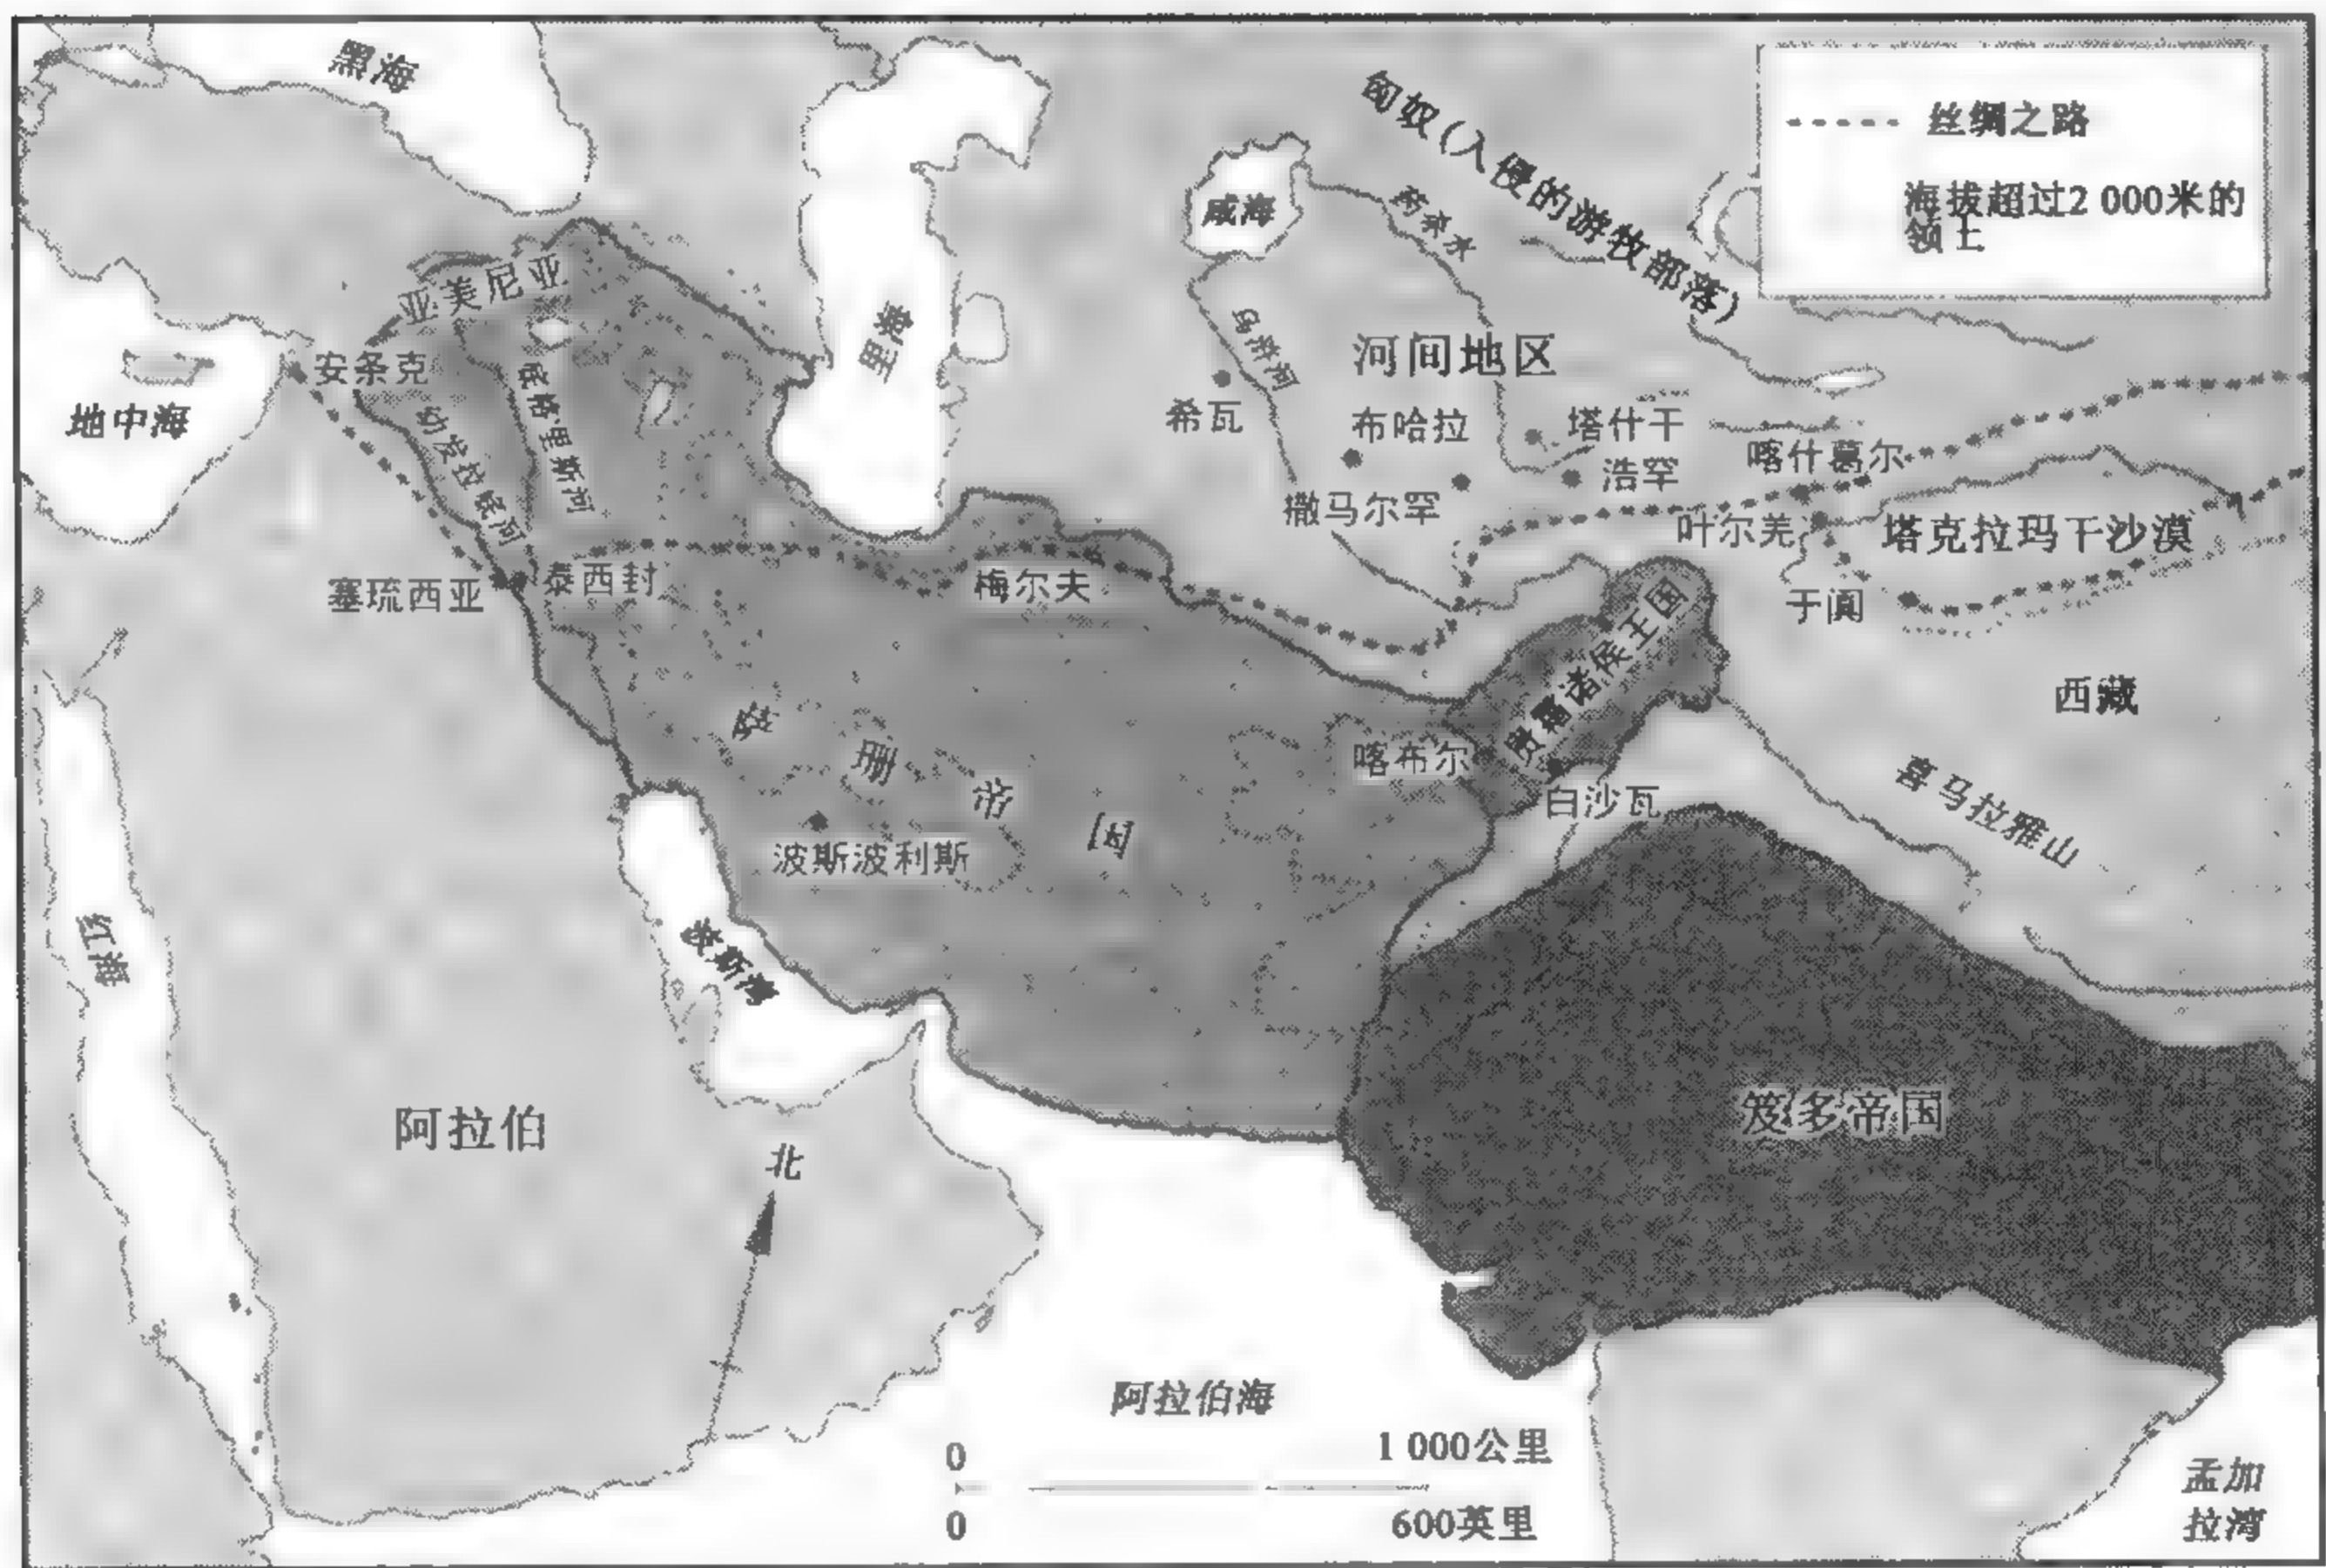 黑海
匈奴(入侵的游牧部落)
丝绸之路
海拔超过2 000米的
领土
咸海
药杀水
亚美尼亚
里海
乌浒河
河间地区
安条克
地中海
幼发拉底河
底格里斯河
希瓦
布哈拉
塔什干
喀什葛尔
浩罕
撒马尔罕
叶尔羌
塔克拉玛干沙漠
塞琉西亚
泰西封
梅尔夫
于阗
贵霜诸侯王国
西藏
萨珊帝国
喀布尔
白沙瓦
喜马拉雅山
波斯波利斯
红海
波斯湾
阿拉伯
笈多帝国
北
阿拉伯海
0
1 000公里
0
600英里
孟加
拉湾